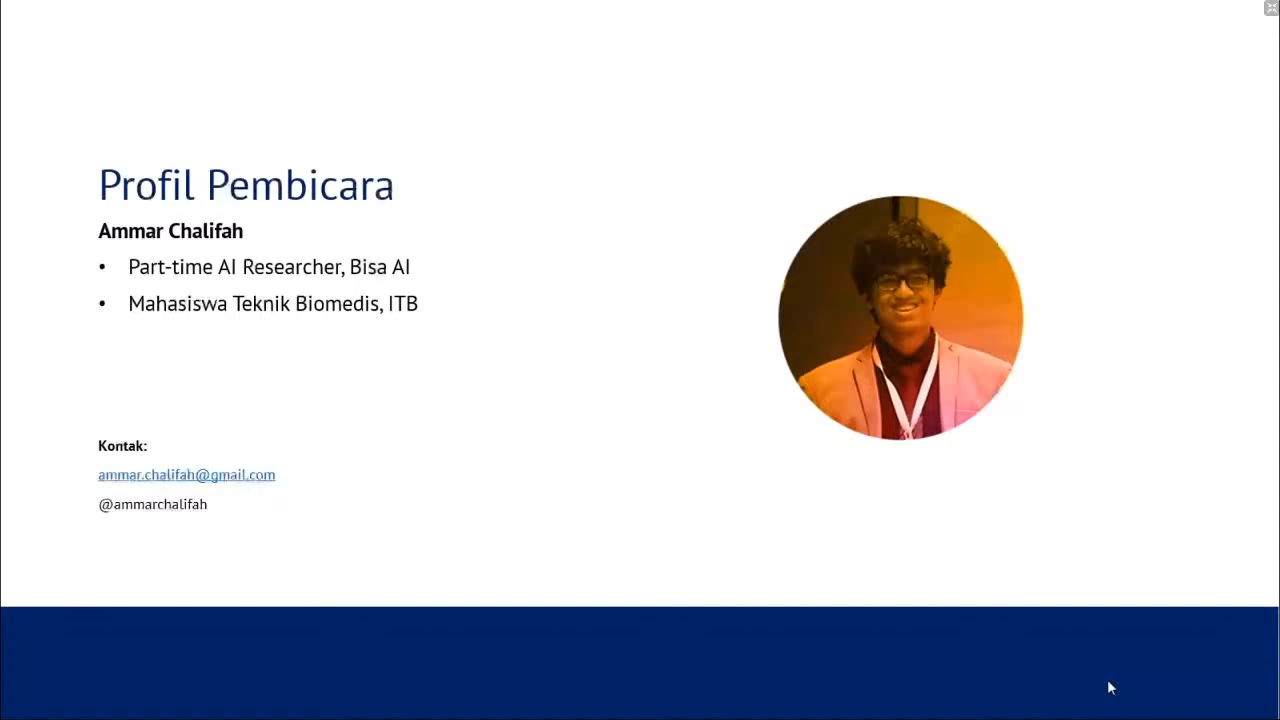 Profil Pembicara
Ammar Chalifah
• Part-time AI Researcher, Bisa AI
• Mahasiswa Teknik Biomedis, ITB
Kontak:
ammar.chalifah@gmail.com
@ammarchalifah